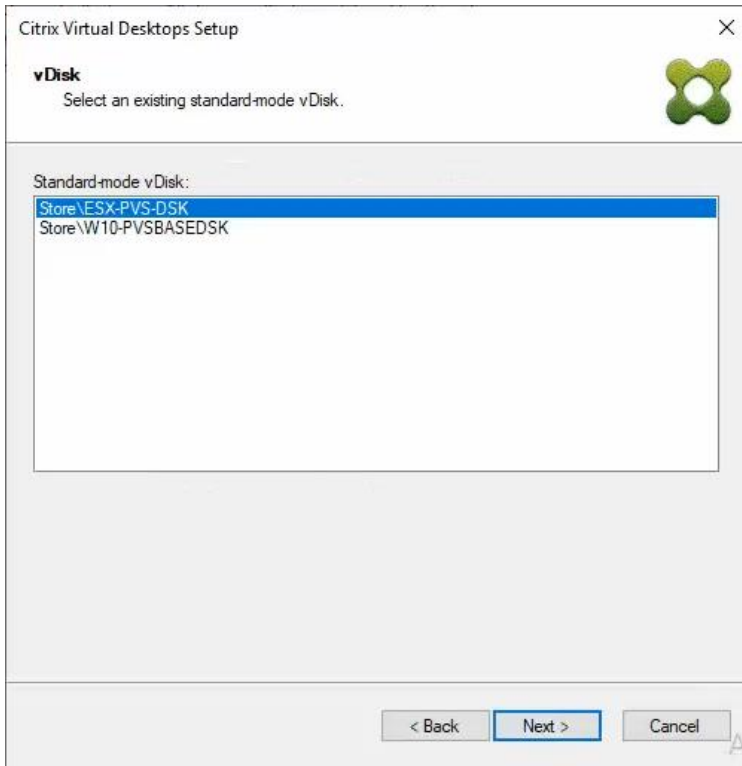 Citrix Virtual Desktops Setup
vDisk
Select an existing standard-mode vDisk.
Standard-mode vDisk:
Store\ESX-PVS-DSK
Store\W10-PVSBASEDSK
< Back Next > Cancel